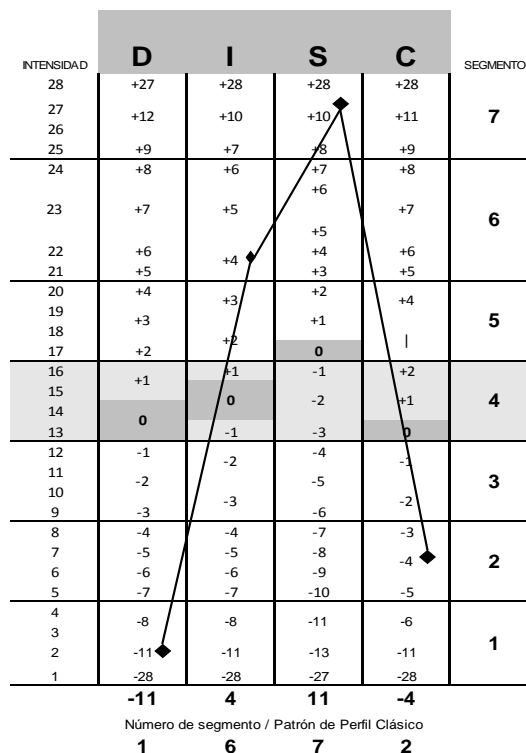 D I S C
INTENSIDAD SEGMENTO
28 +27 +28 +28 +28
27
+12 +10 +10 +11 7
26
25 +9 +7 +8 +9
24 +8 +6 +7 +8
+6
23 +7 +5 +7 6
+5
22 +6 +4 +6
+4
21 +5 +3 +5
20 +4 +2
+3 +4
19
+3 +1 5
18
+2 |
17 +2 0
16 +1 -1 +2
+1
15
0 -2 +1 4
14
0
13 -1 -3 0
12 -1 -4
-2 -1
11
-2 -5 3
10
-3 -2
9 -3 -6
8 -4 -4 -7 -3
7 -5 -5 -8
-4 2
6 -6 -6 -9
5 -7 -7 -10 -5
4
-8 -8 -11 -6
3
1
2 -11 -11 -13 -11
1 -28 -28 -27 -28
-11 4 11 -4
Número de segmento / Patrón de Perfil Clásico
1 6 7 2